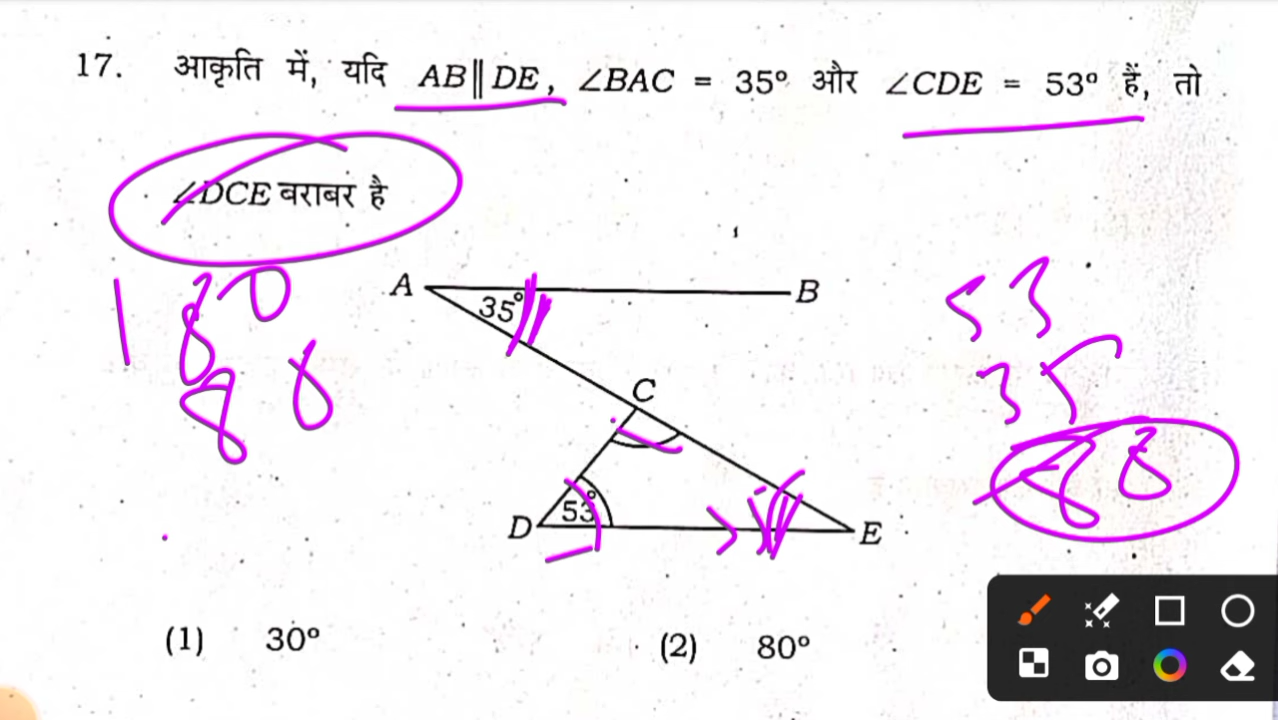 17. आकृति में, यदि AB || DE, ∠BAC = 35° और ∠CDE = 53° हैं, तो
∠DCE बराबर है
180
88
53
35
88
A
B
35°
C
D
53°
E
(1) 30°
(2) 80°